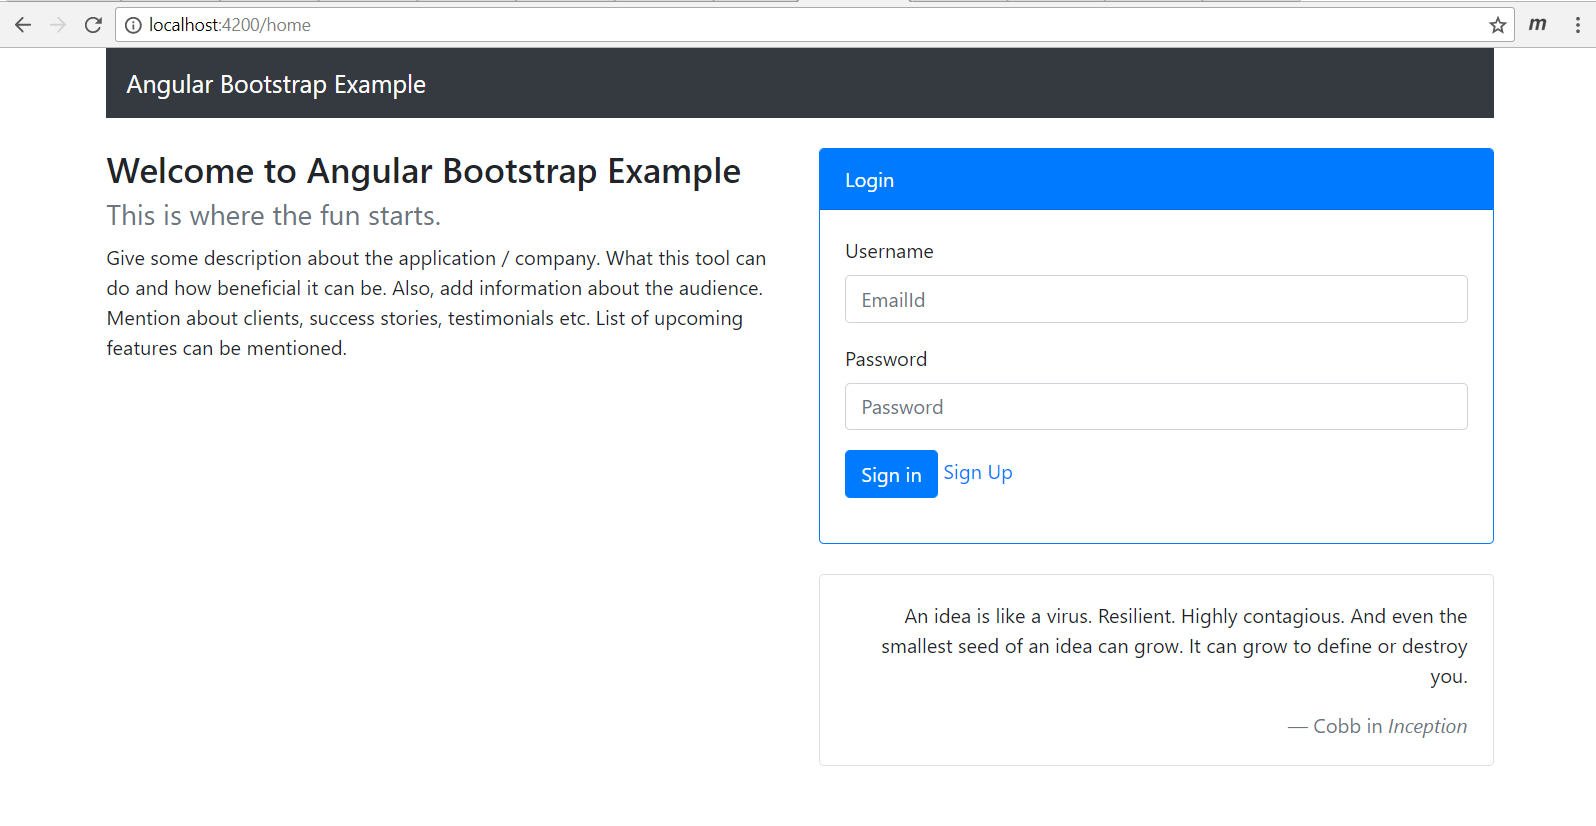 localhost:4200/home
m
Angular Bootstrap Example
Welcome to Angular Bootstrap Example
This is where the fun starts.
Give some description about the application / company. What this tool can
do and how beneficial it can be. Also, add information about the audience.
Mention about clients, success stories, testimonials etc. List of upcoming
features can be mentioned.
Login
Username
EmailId
Password
Password
Sign in Sign Up
An idea is like a virus. Resilient. Highly contagious. And even the
smallest seed of an idea can grow. It can grow to define or destroy
you.
— Cobb in Inception